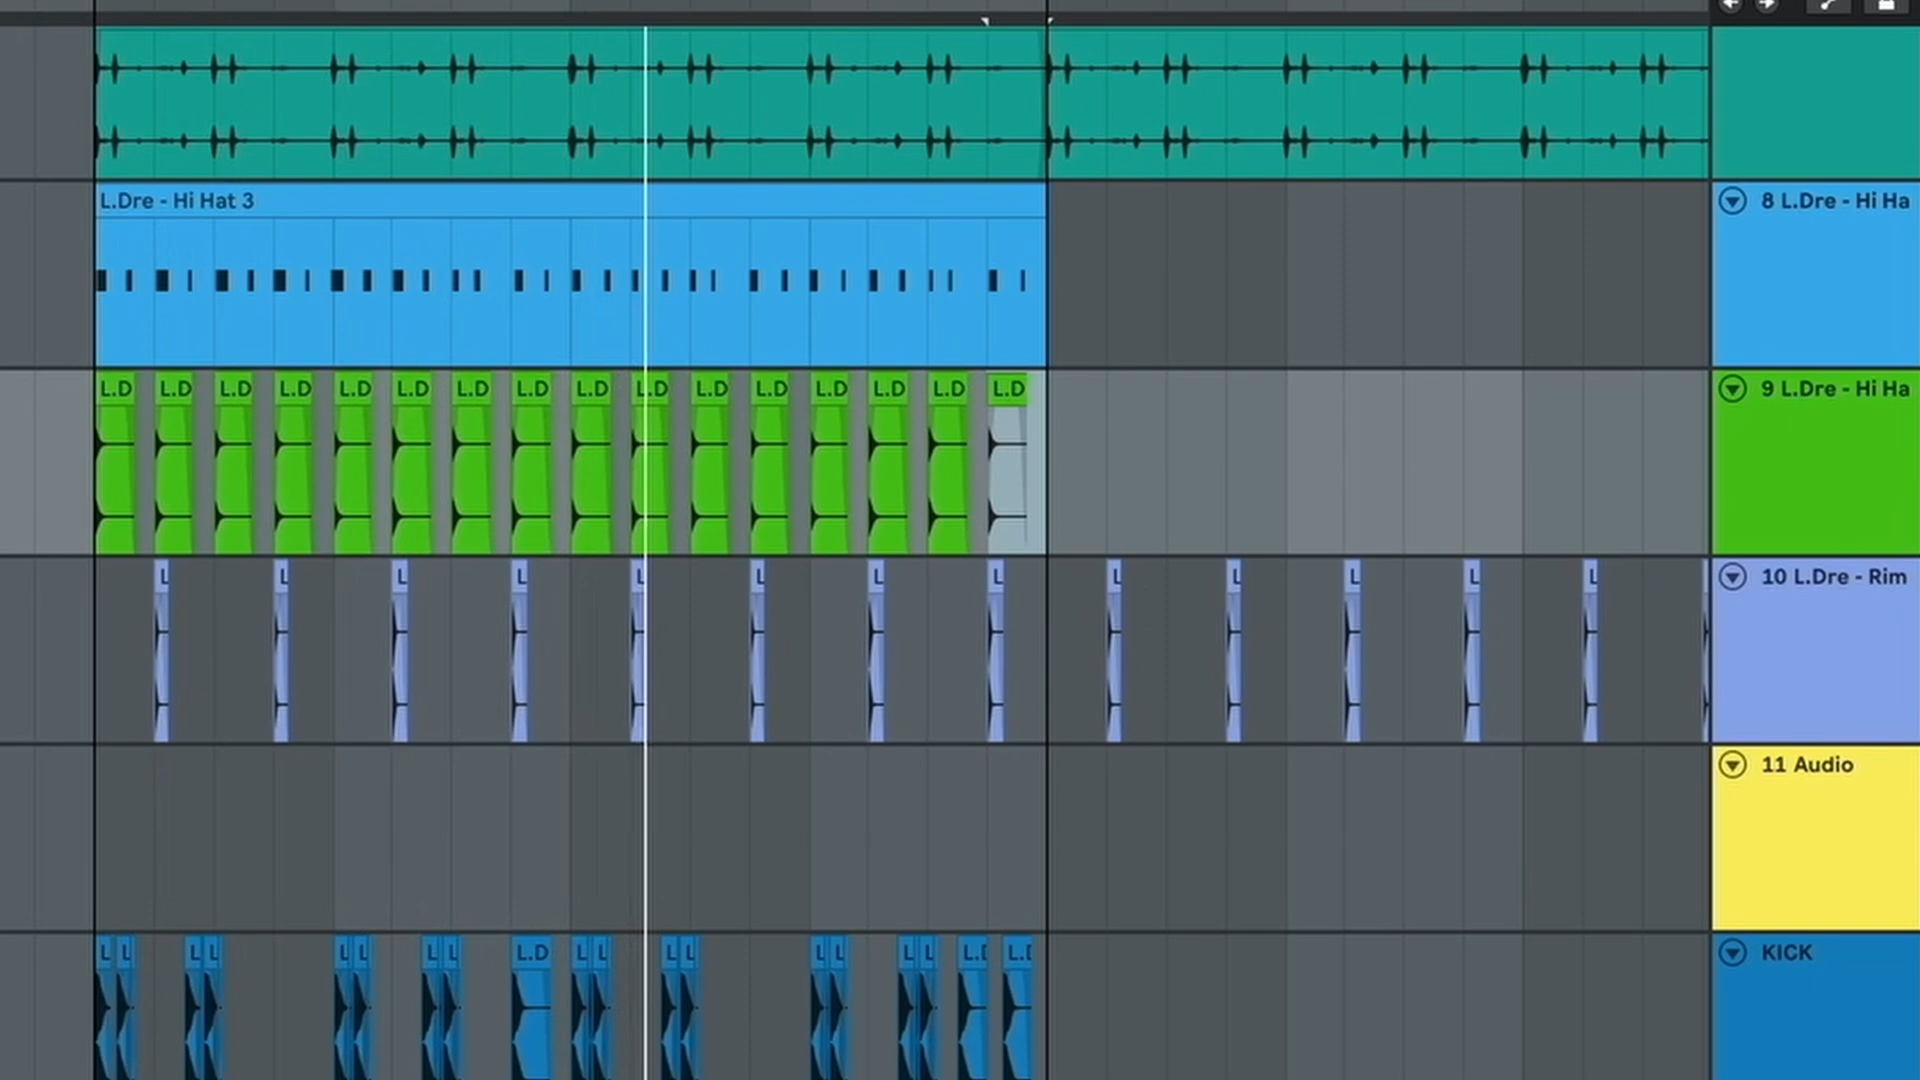 L.Dre - Hi Hat 3
8 L.Dre - Hi Ha
L.D L.D L.D L.D L.D L.D L.D L.D L.D L.D L.D L.D L.D L.D L.D L.D
9 L.Dre - Hi Ha
L L L L L L L L L L L L L
10 L.Dre - Rim
11 Audio
L L L L L L L L L.D L L L L L L L L L.D L.D
KICK